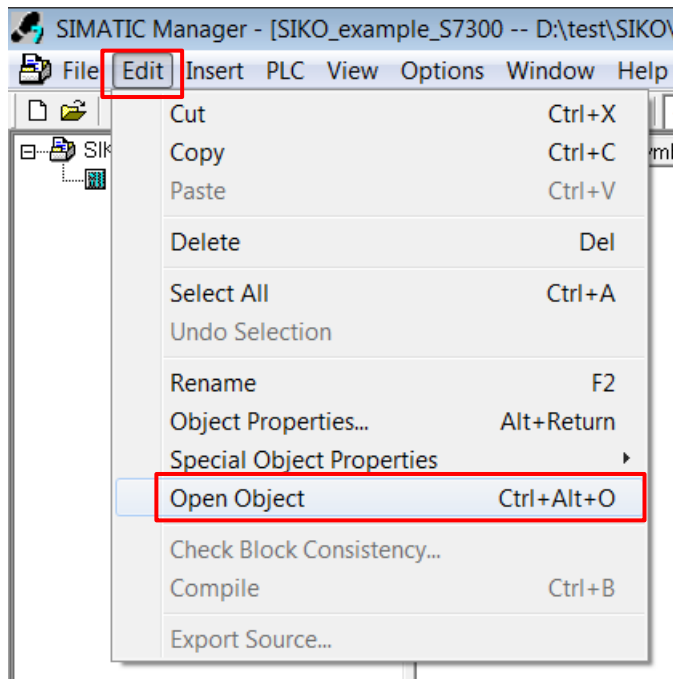 SIMATIC Manager - [SIKO_example_S7300 -- D:\test\SIKO\
File Edit Insert PLC View Options Window Help
SIK
Cut Ctrl+X
Copy Ctrl+C
Paste Ctrl+V
Delete Del
Select All Ctrl+A
Undo Selection
Rename F2
Object Properties... Alt+Return
Special Object Properties
Open Object Ctrl+Alt+O
Check Block Consistency...
Compile Ctrl+B
Export Source...